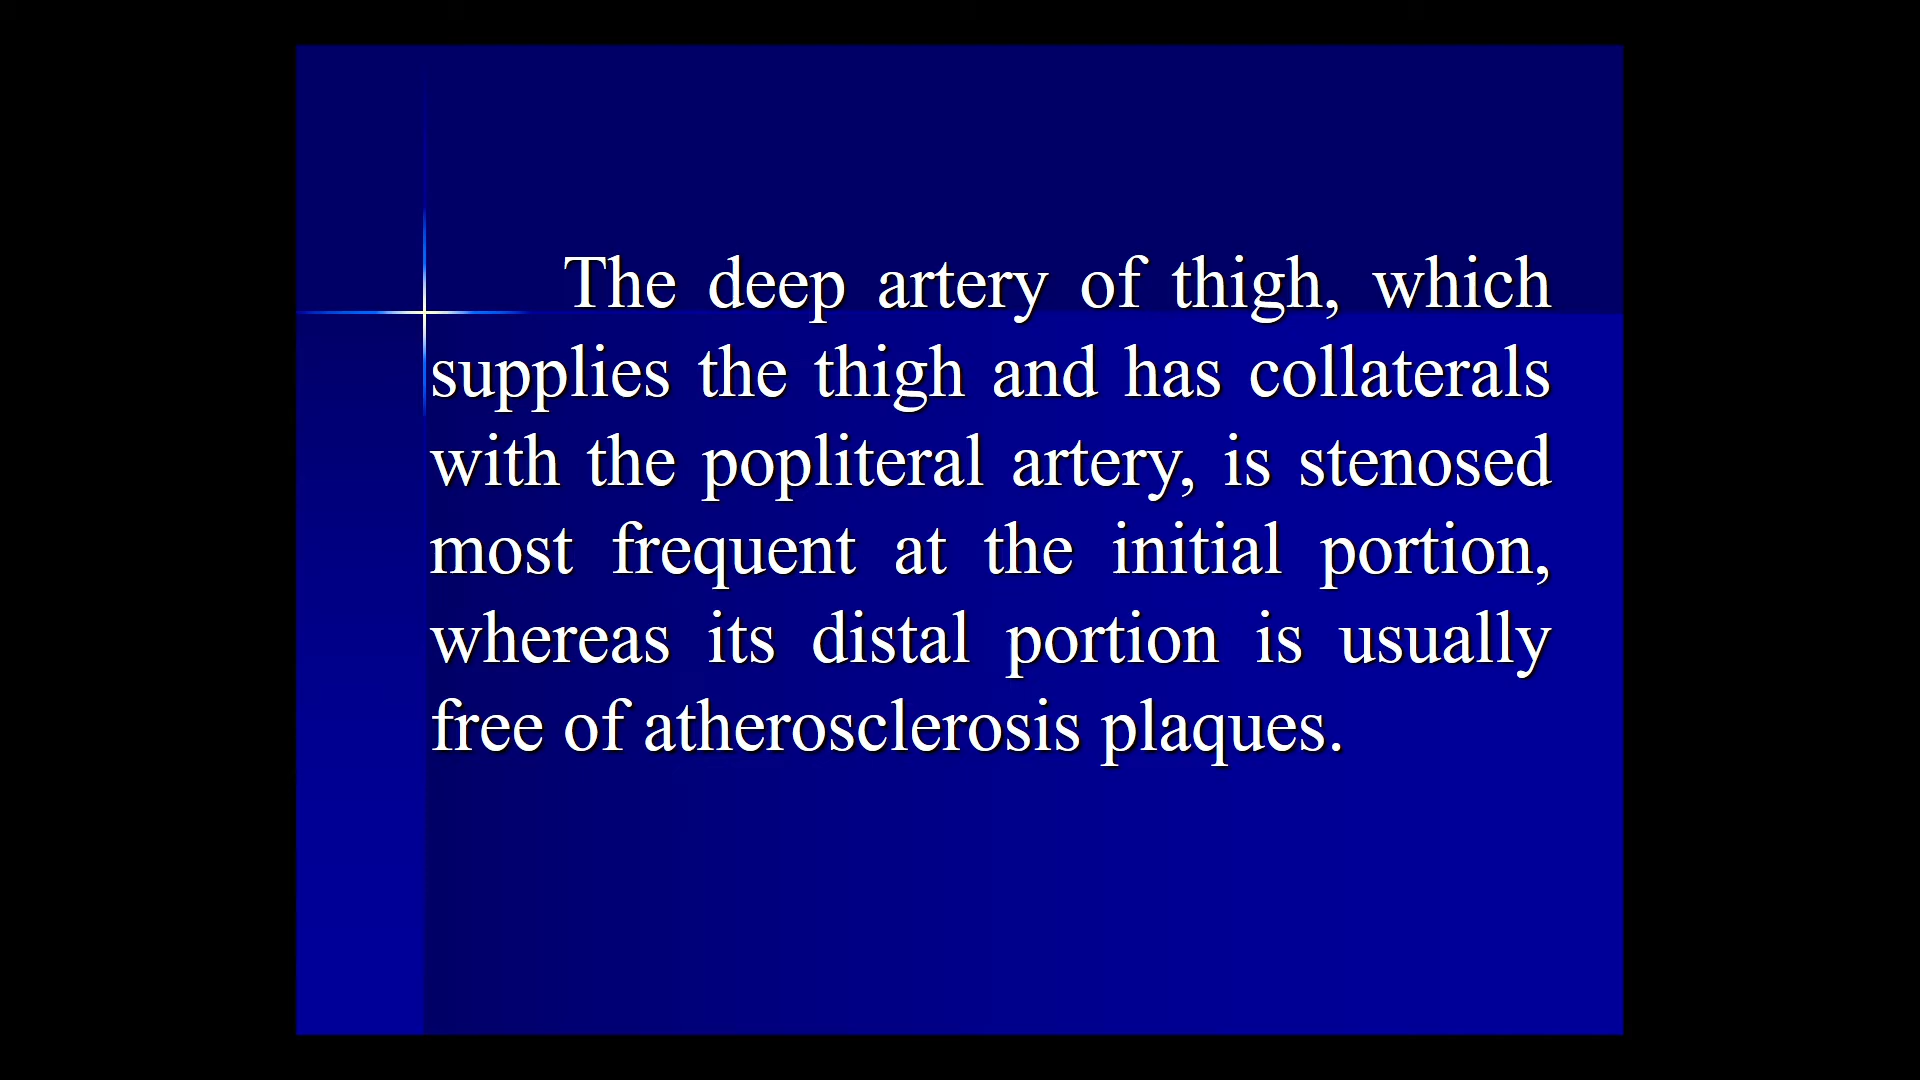 The deep artery of thigh, which
supplies the thigh and has collaterals
with the popliteral artery, is stenosed
most frequent at the initial portion,
whereas its distal portion is usually
free of atherosclerosis plaques.